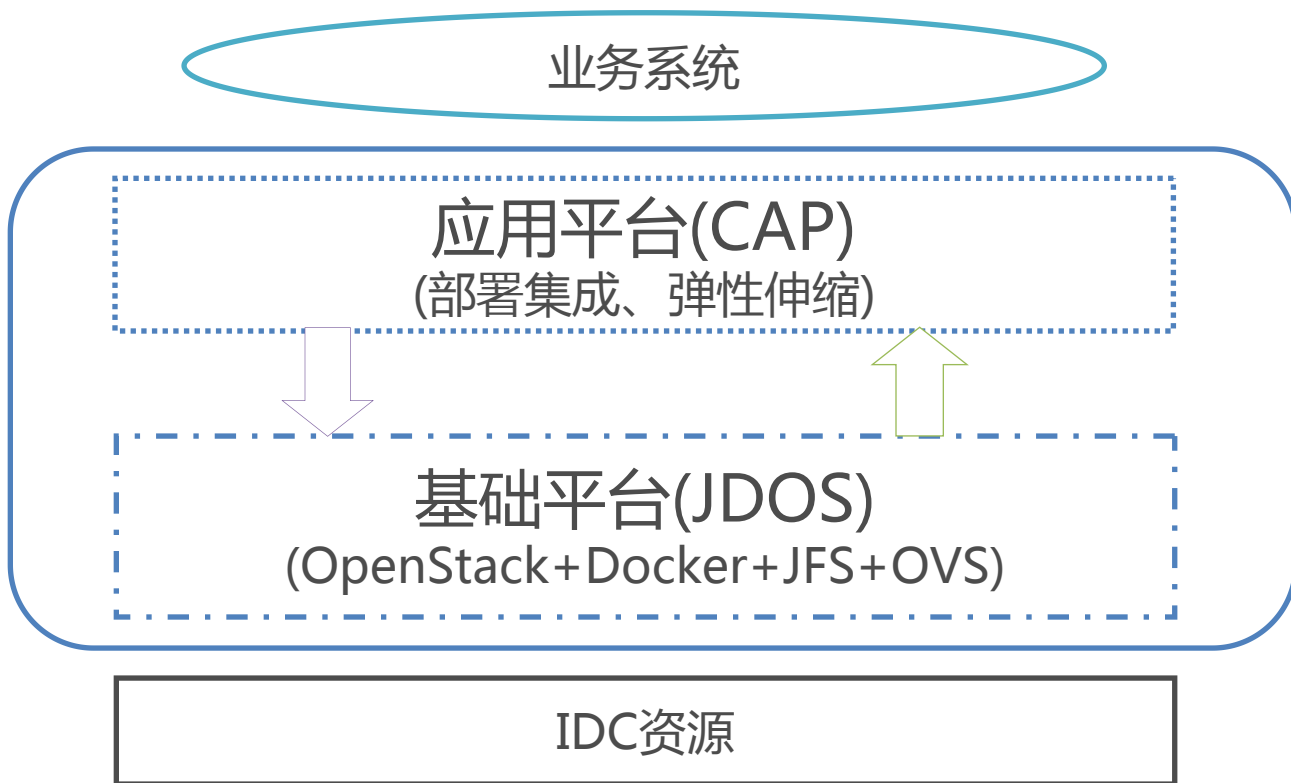 业务系统
应用平台(CAP)
(部署集成、弹性伸缩)
基础平台(JDOS)
(OpenStack+Docker+JFS+OVS)
IDC资源